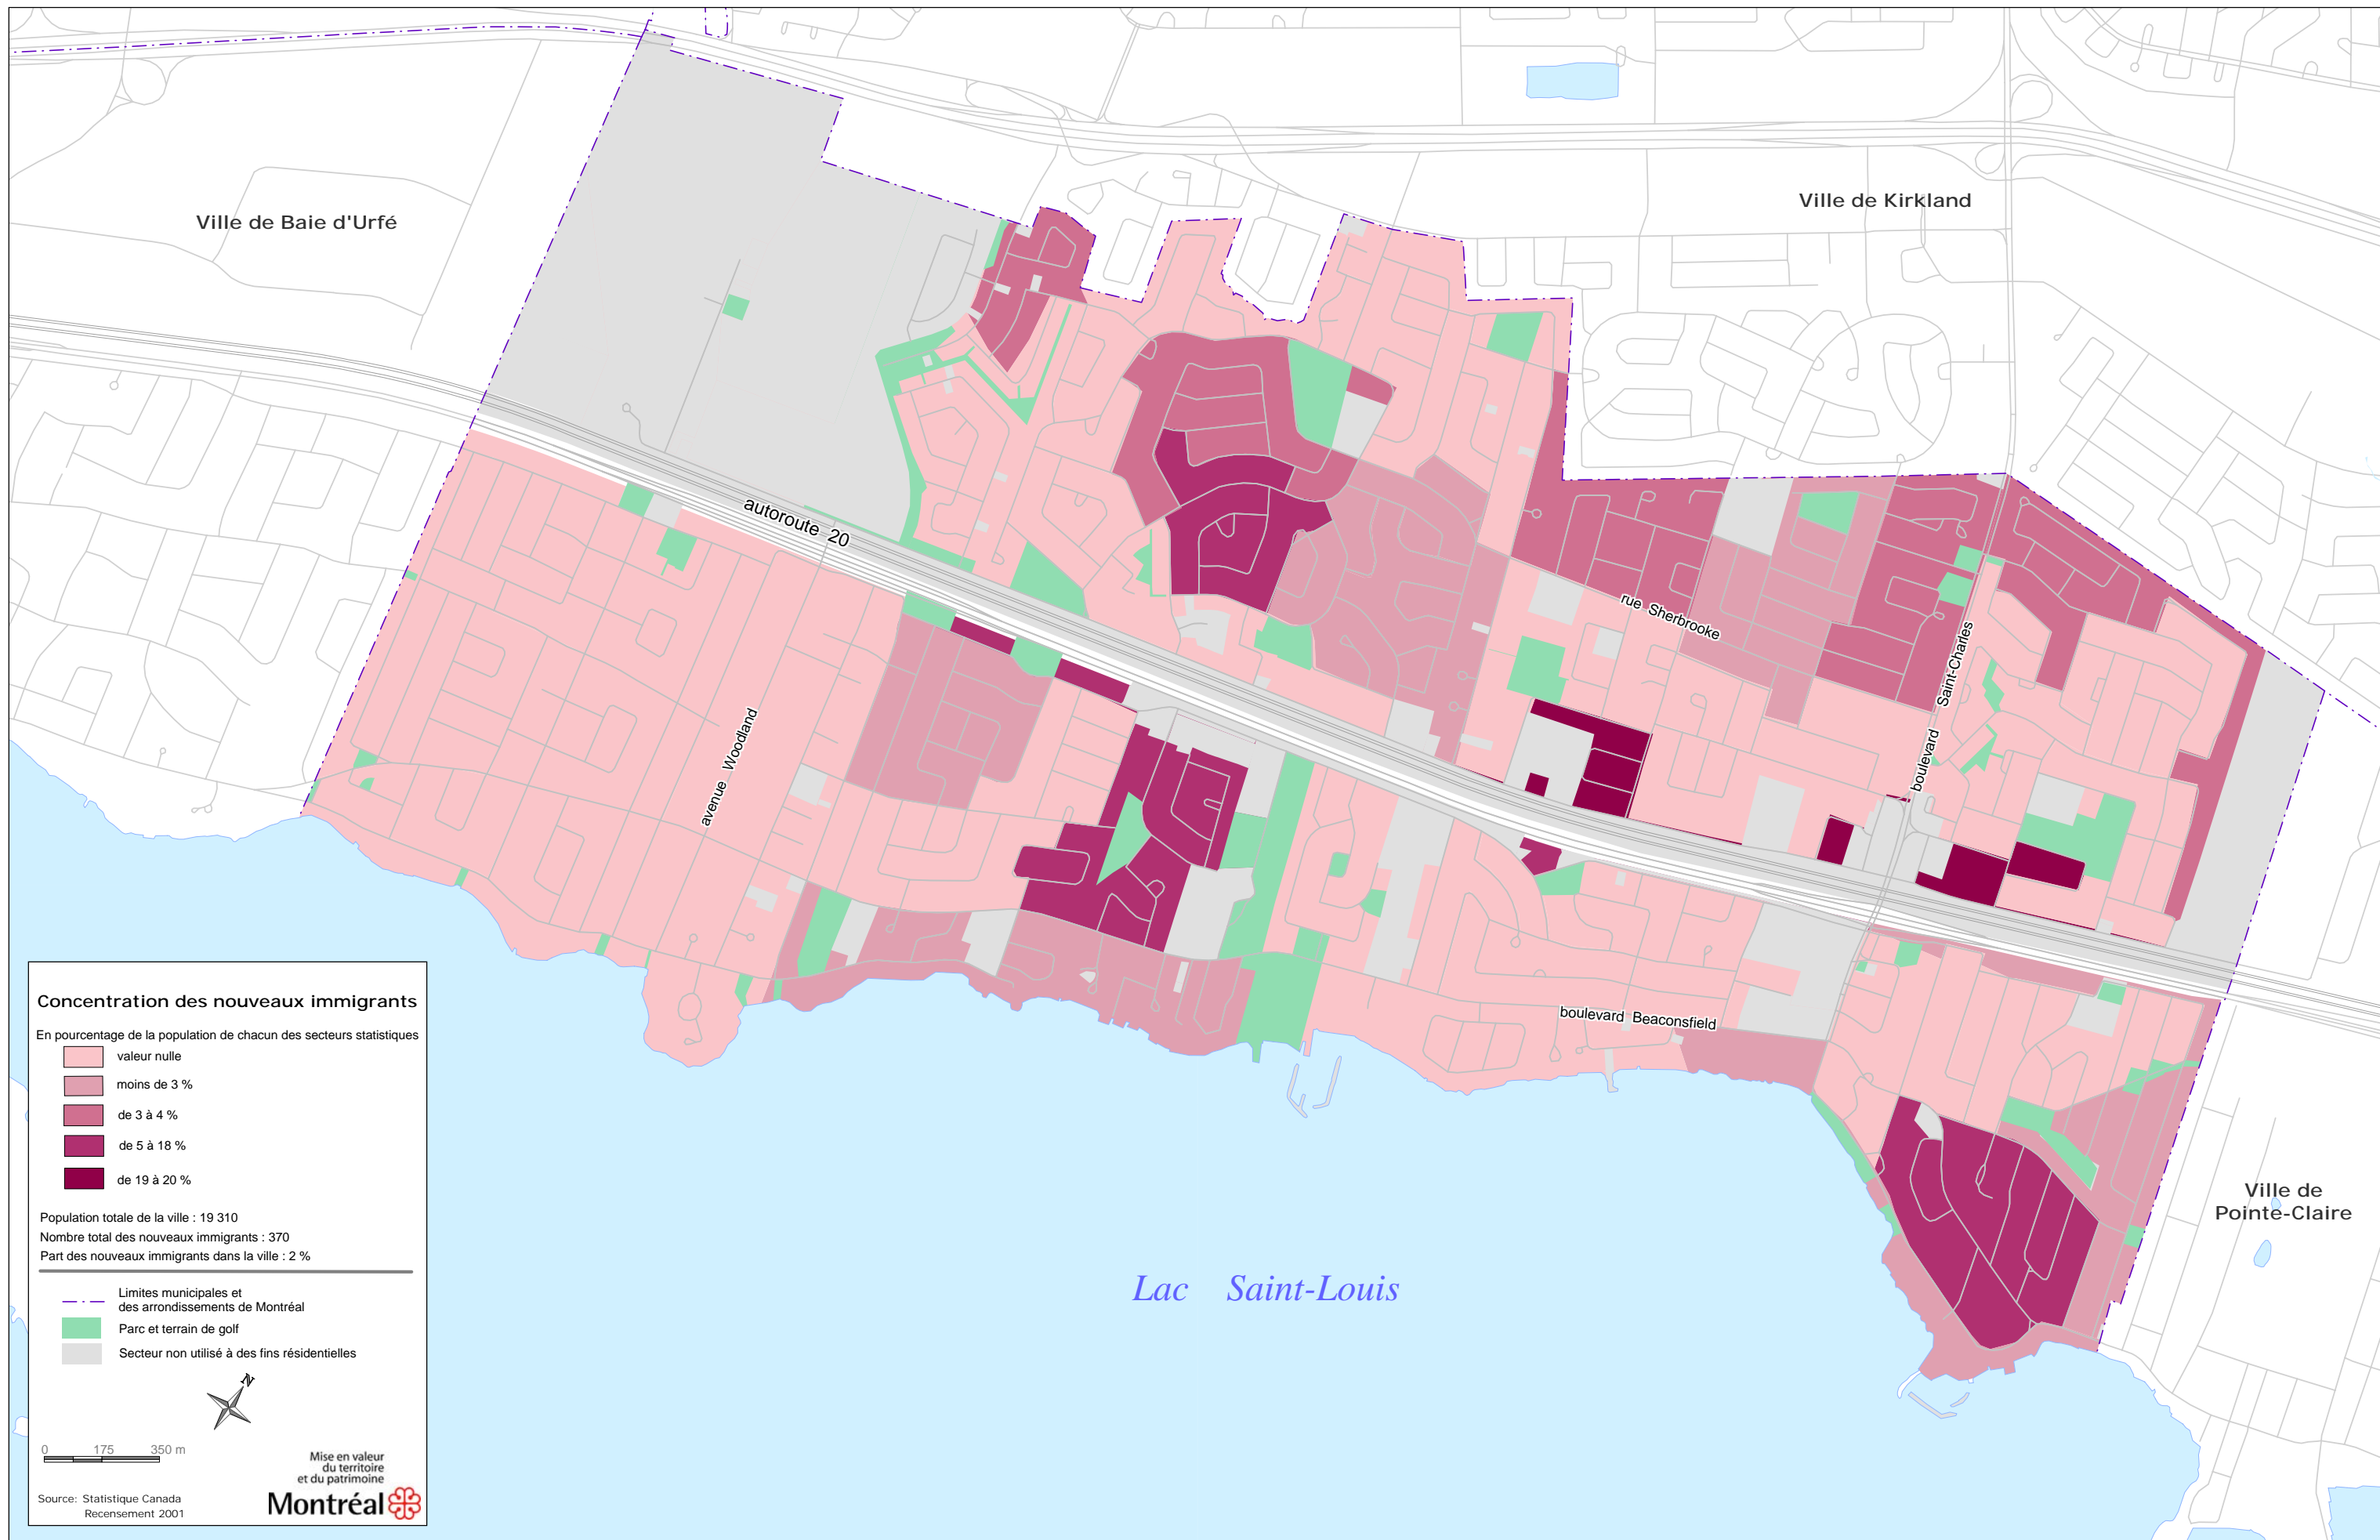 Ville de Baie d'Urfé
Ville de Kirkland
autoroute 20
rue Sherbrooke
boulevard Saint-Charles
avenue Woodland
boulevard Beaconsfield
Ville de
Pointe-Claire
Lac Saint-Louis
Concentration des nouveaux immigrants
En pourcentage de la population de chacun des secteurs statistiques
valeur nulle
moins de 3 %
de 3 à 4 %
de 5 à 18 %
de 19 à 20 %
Population totale de la ville : 19 310
Nombre total des nouveaux immigrants : 370
Part des nouveaux immigrants dans la ville : 2 %
Limites municipales et
des arrondissements de Montréal
Parc et terrain de golf
Secteur non utilisé à des fins résidentielles
N
0 175 350 m
Mise en valeur
du territoire
et du patrimoine
Montréal
Source: Statistique Canada
Recensement 2001